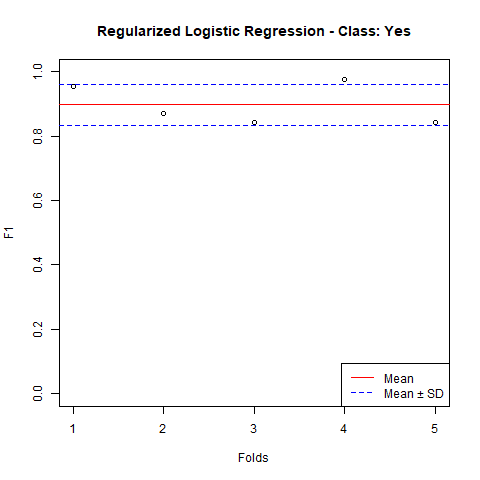 Regularized Logistic Regression - Class: Yes
1.0
0.8
0.6
0.4
0.2
0.0
F1
Mean
Mean ± SD
1 2 3 4 5
Folds